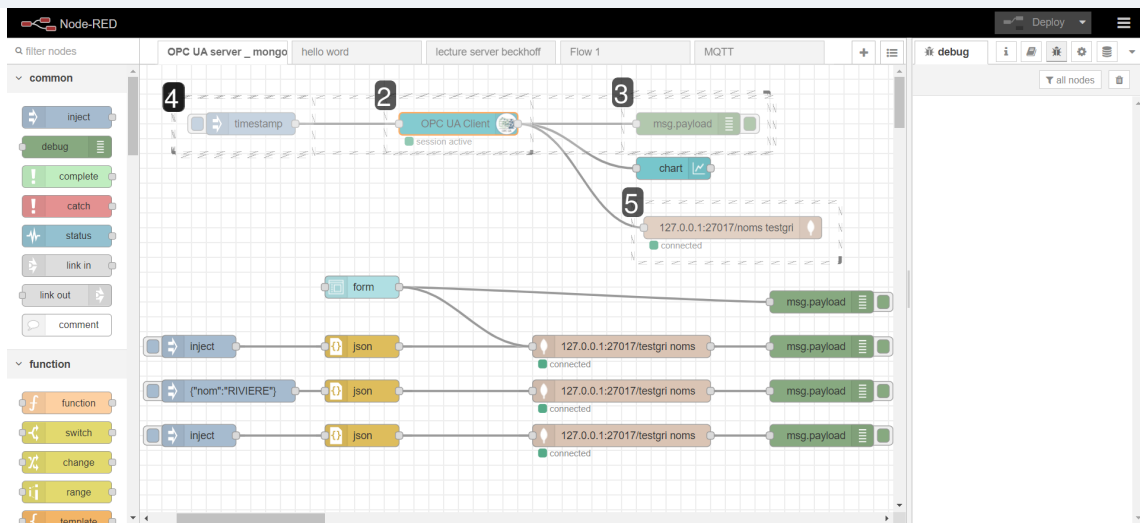 Node-RED
Deploy
filter nodes
OPC UA server _ mongo
hello word
lecture server beckhoff
Flow 1
MQTT
debug
i
all nodes
common
inject
debug
complete
catch
status
link in
link out
comment
function
function
switch
change
range
template
4
2
3
timestamp
OPC UA Client
session active
msg.payload
chart
5
127.0.0.1:27017/noms testgri
connected
form
msg.payload
inject
json
127.0.0.1:27017/testgri noms
connected
msg.payload
{"nom":"RIVIERE"}
json
127.0.0.1:27017/testgri noms
connected
msg.payload
inject
json
127.0.0.1:27017/testgri noms
connected
msg.payload